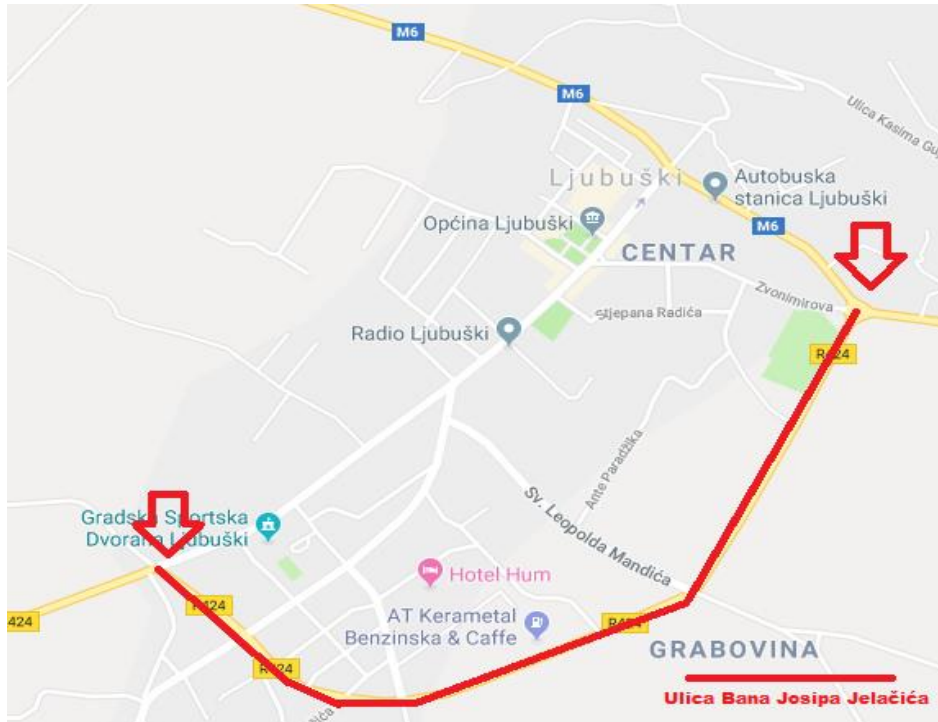 M6
M6
Ulica Kasima Gu
Ljubuški
Autobuska
stanica Ljubuški
Općina Ljubuški
M6
CENTAR
Zvonimirova
Stjepana Radića
Radio Ljubuški
R424
Ante Paradžika
Sv. Leopolda Mandića
Gradska Sportska
Dvorana Ljubuški
Hotel Hum
R424
424
AT Kerametal
Benzinska & Caffe
R424
GRABOVINA
R424
Ulica Bana Josipa Jelačića